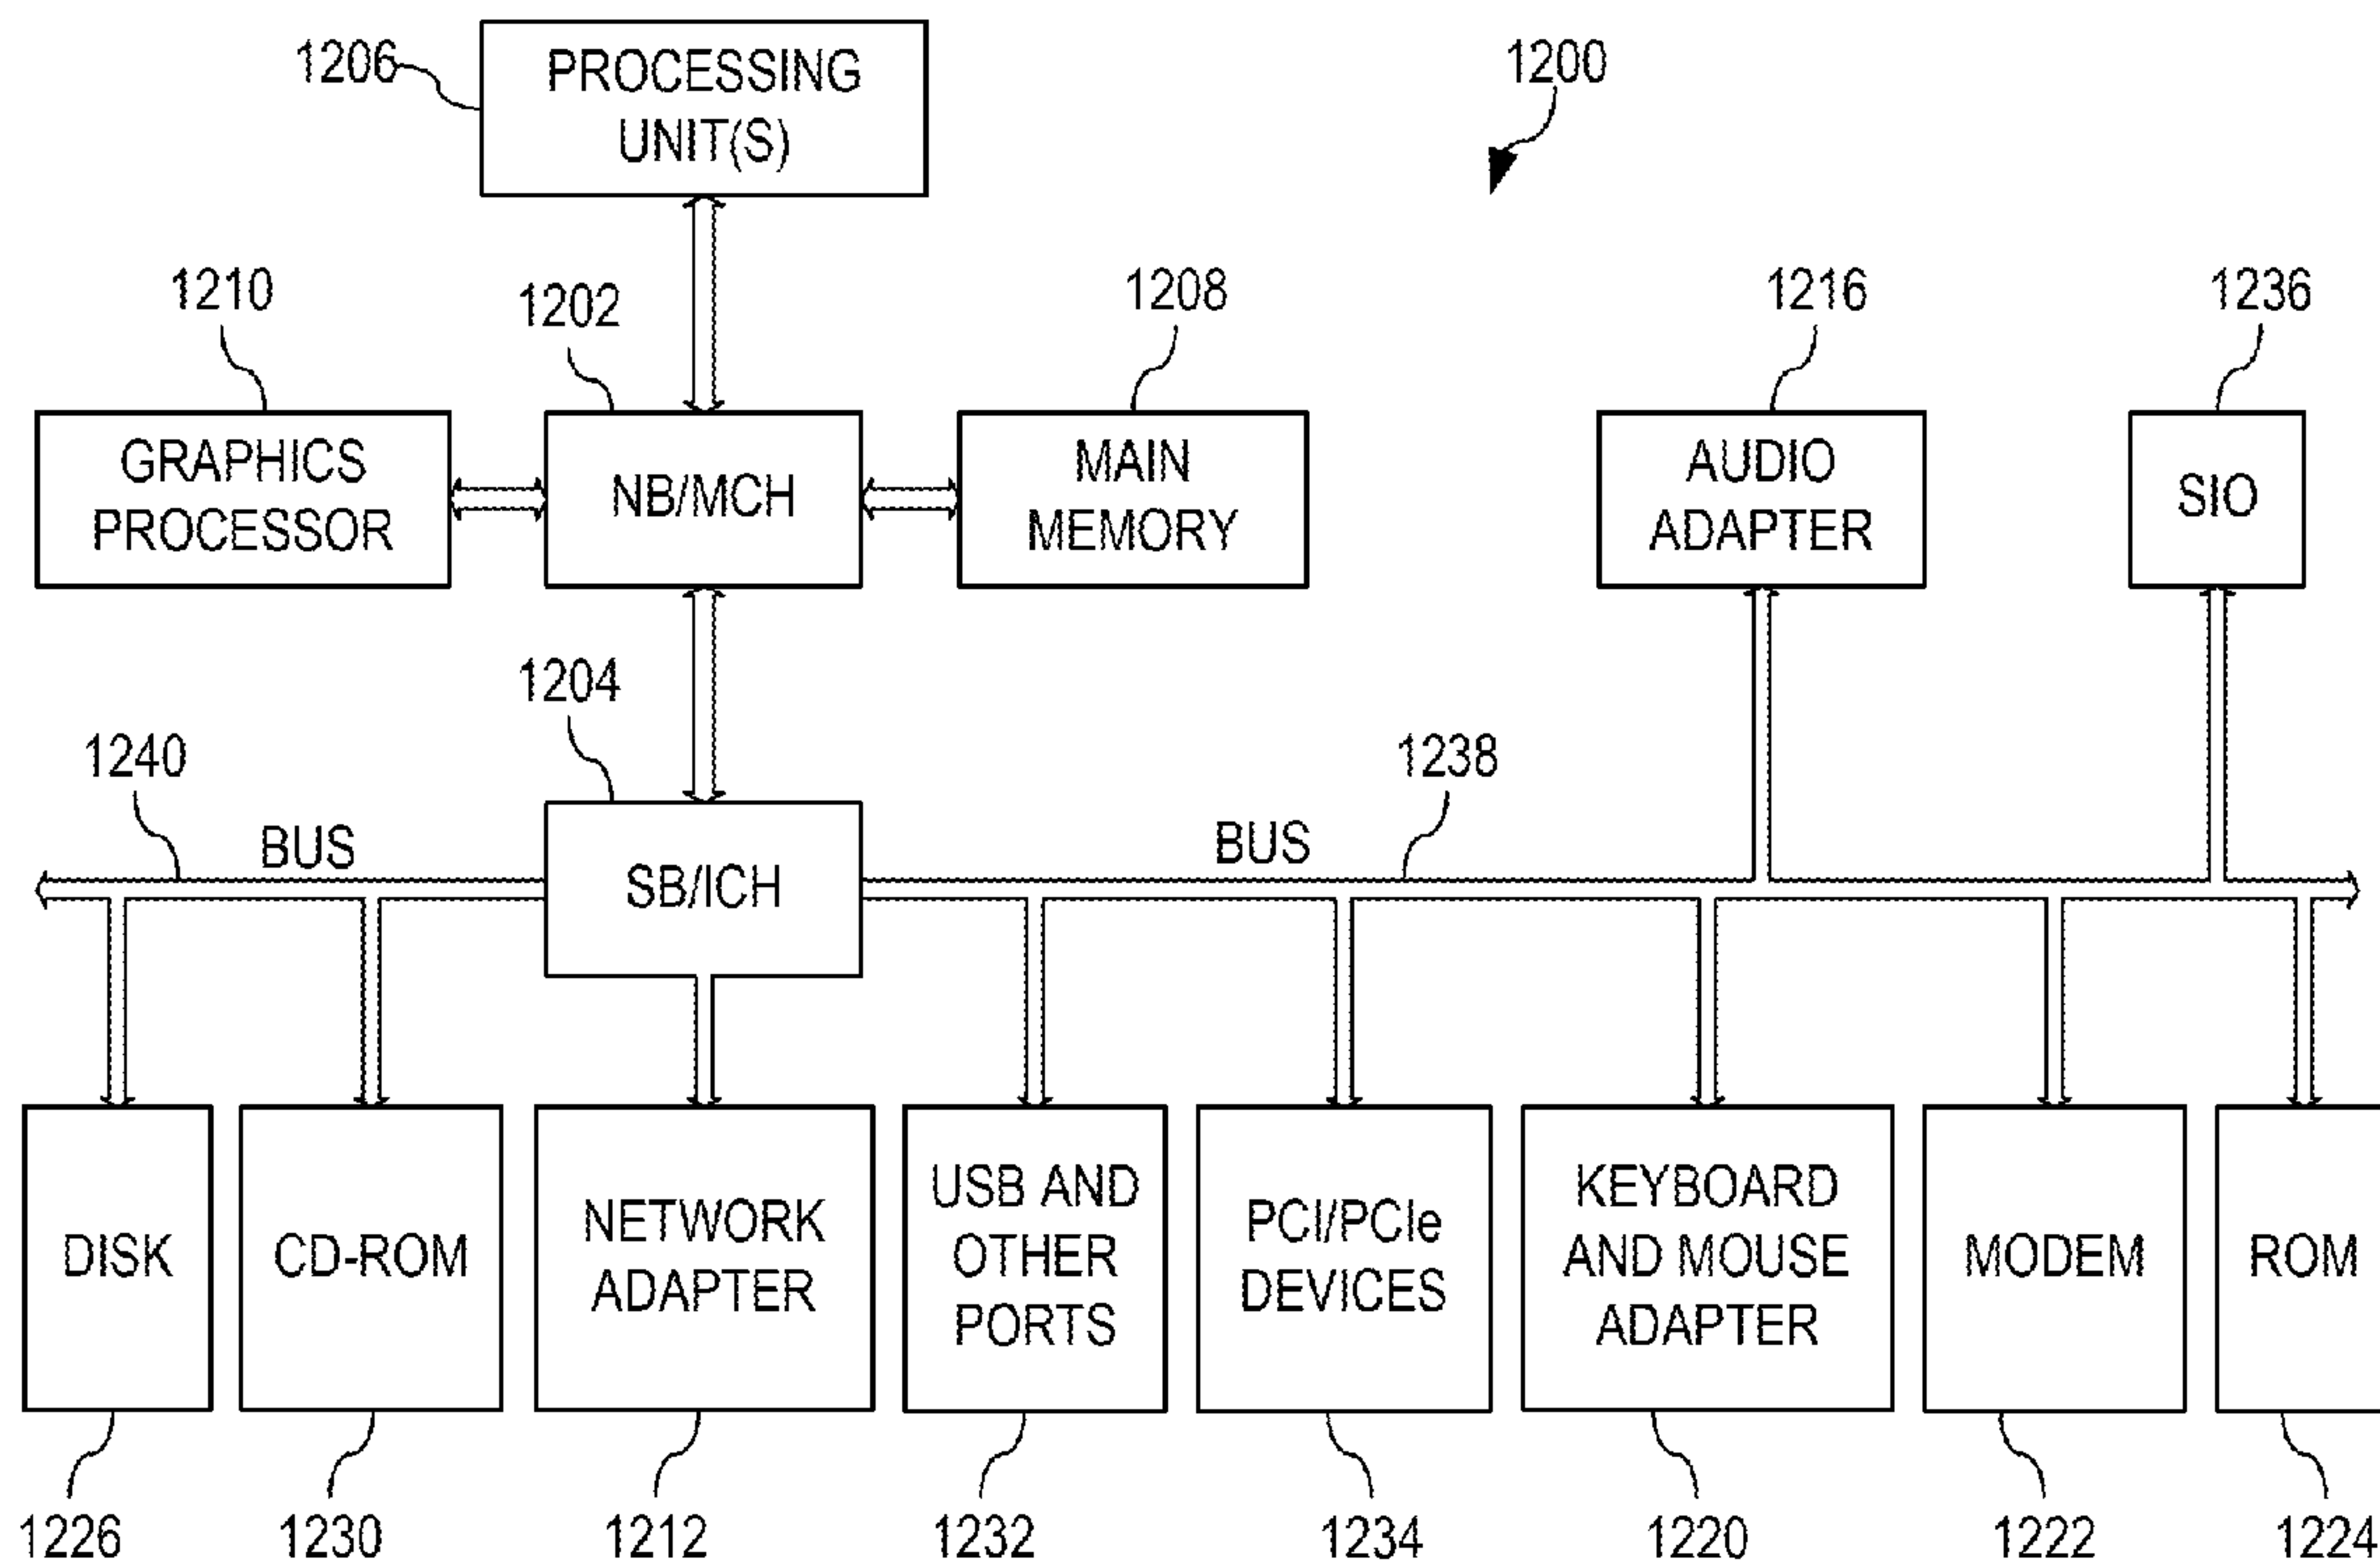 1206
PROCESSING
UNIT(S)
1200
1210
1202
1208
1216
1236
GRAPHICS
PROCESSOR
NB/MCH
MAIN
MEMORY
AUDIO
ADAPTER
SIO
1204
1240
BUS
SB/ICH
BUS
1238
DISK
CD-ROM
NETWORK
ADAPTER
USB AND
OTHER
PORTS
PCI/PCIe
DEVICES
KEYBOARD
AND MOUSE
ADAPTER
MODEM
ROM
1226
1230
1212
1232
1234
1220
1222
1224